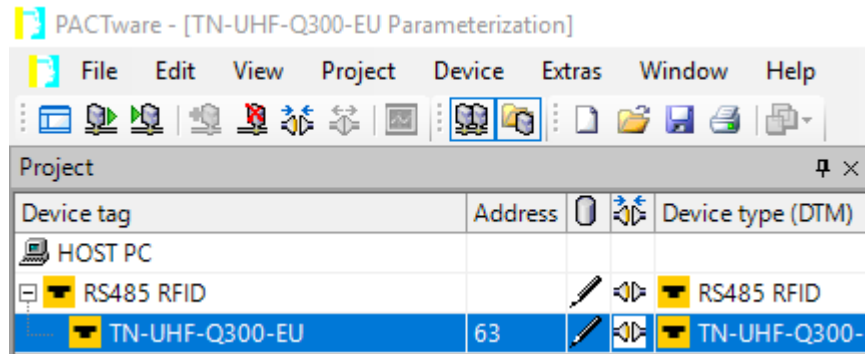 PACTware - [TN-UHF-Q300-EU Parameterization]
File Edit View Project Device Extras Window Help
Project
Device tag Address Device type (DTM)
HOST PC
RS485 RFID RS485 RFID
TN-UHF-Q300-EU 63 TN-UHF-Q300-